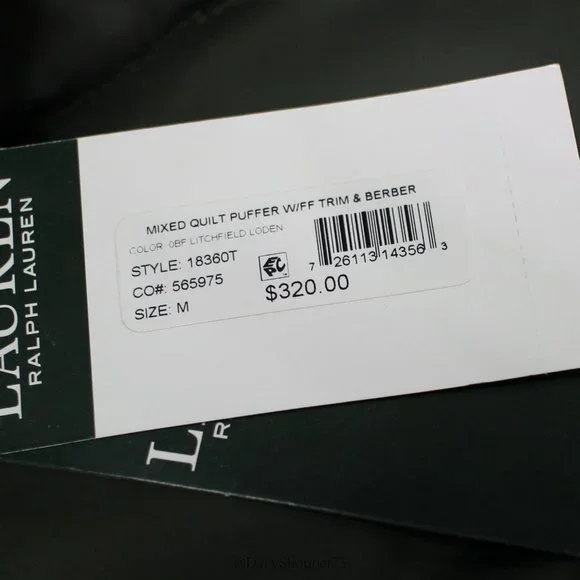 LAUREN
RALPH LAUREN
MIXED QUILT PUFFER W/FF TRIM & BERBER
COLOR 0BF LITCHFIELD LODEN
STYLE: 18360T
CO#: 565975
SIZE: M
7 26113 14356 3
$320.00
L
R